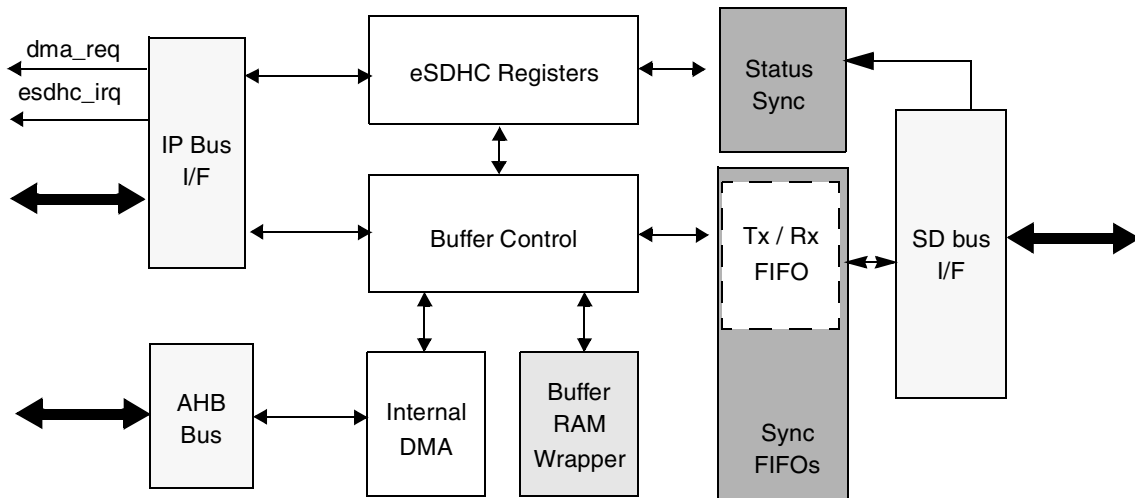 dma_req
esdhc_irq
IP Bus
I/F
eSDHC Registers
Status
Sync
Buffer Control
Tx / Rx
FIFO
SD bus
I/F
AHB
Bus
Internal
DMA
Buffer
RAM
Wrapper
Sync
FIFOs